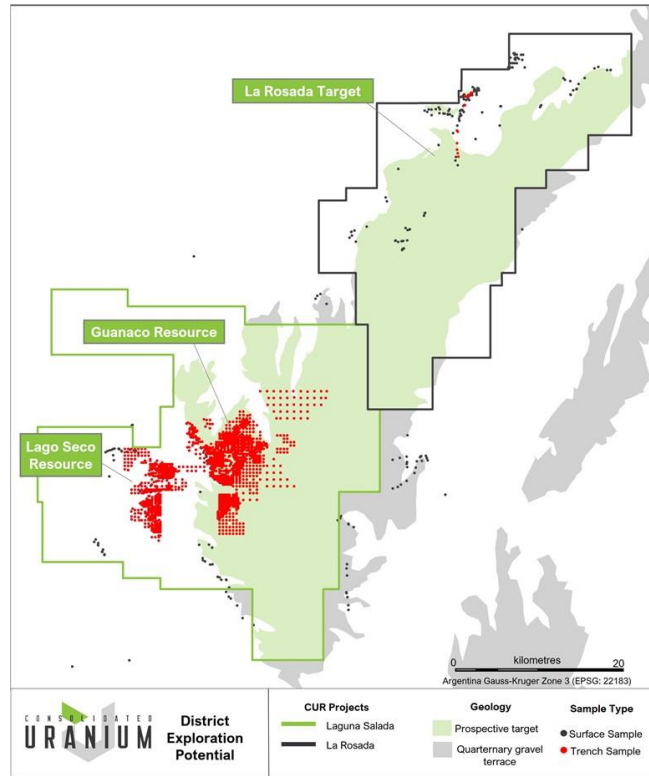 La Rosada Target
Guanaco Resource
Lago Seco
Resource
0 kilometres 20
Argentina Gauss-Kruger Zone 3 (EPSG: 22183)
CONSOLIDATED
URANIUM
District
Exploration
Potential
CUR Projects
Laguna Salada
La Rosada
Geology
Prospective target
Quaternary gravel
terrace
Sample Type
Surface Sample
Trench Sample